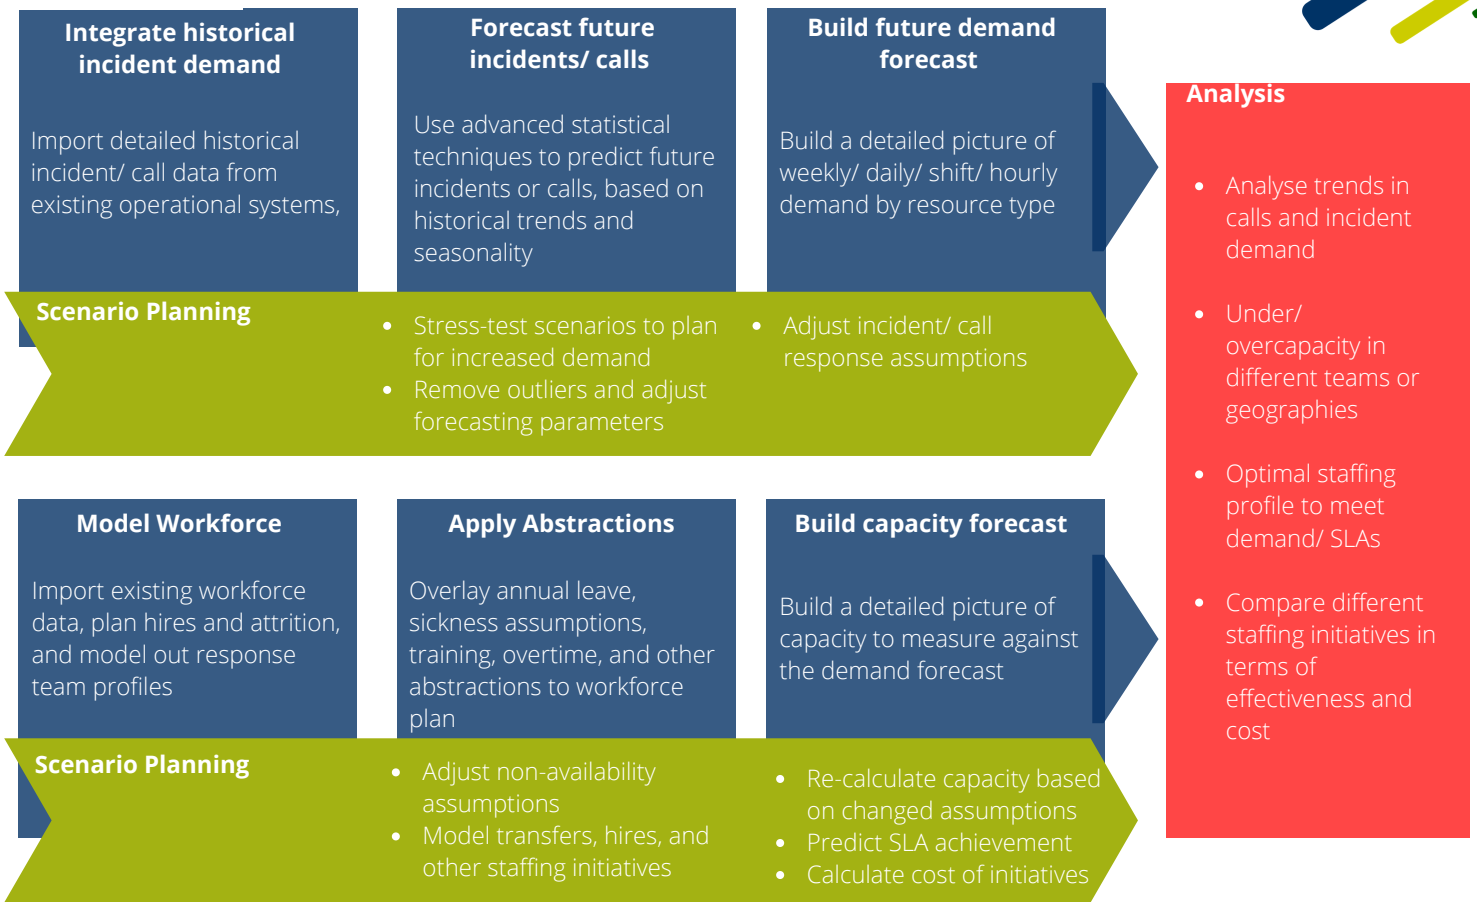 Integrate historical
incident demand
Import detailed historical
incident/ call data from
existing operational systems,
Forecast future
incidents/ calls
Use advanced statistical
techniques to predict future
incidents or calls, based on
historical trends and
seasonality
Build future demand
forecast
Build a detailed picture of
weekly/ daily/ shift/ hourly
demand by resource type
Scenario Planning
• Stress-test scenarios to plan
for increased demand
• Remove outliers and adjust
forecasting parameters
• Adjust incident/ call
response assumptions
Model Workforce
Import existing workforce
data, plan hires and attrition,
and model out response
team profiles
Apply Abstractions
Overlay annual leave,
sickness assumptions,
training, overtime, and other
abstractions to workforce
plan
Build capacity forecast
Build a detailed picture of
capacity to measure against
the demand forecast
Scenario Planning
• Adjust non-availability
assumptions
• Model transfers, hires, and
other staffing initiatives
• Re-calculate capacity based
on changed assumptions
• Predict SLA achievement
• Calculate cost of initiatives
Analysis
• Analyse trends in
calls and incident
demand
• Under/
overcapacity in
different teams or
geographies
• Optimal staffing
profile to meet
demand/ SLAs
• Compare different
staffing initiatives in
terms of
effectiveness and
cost